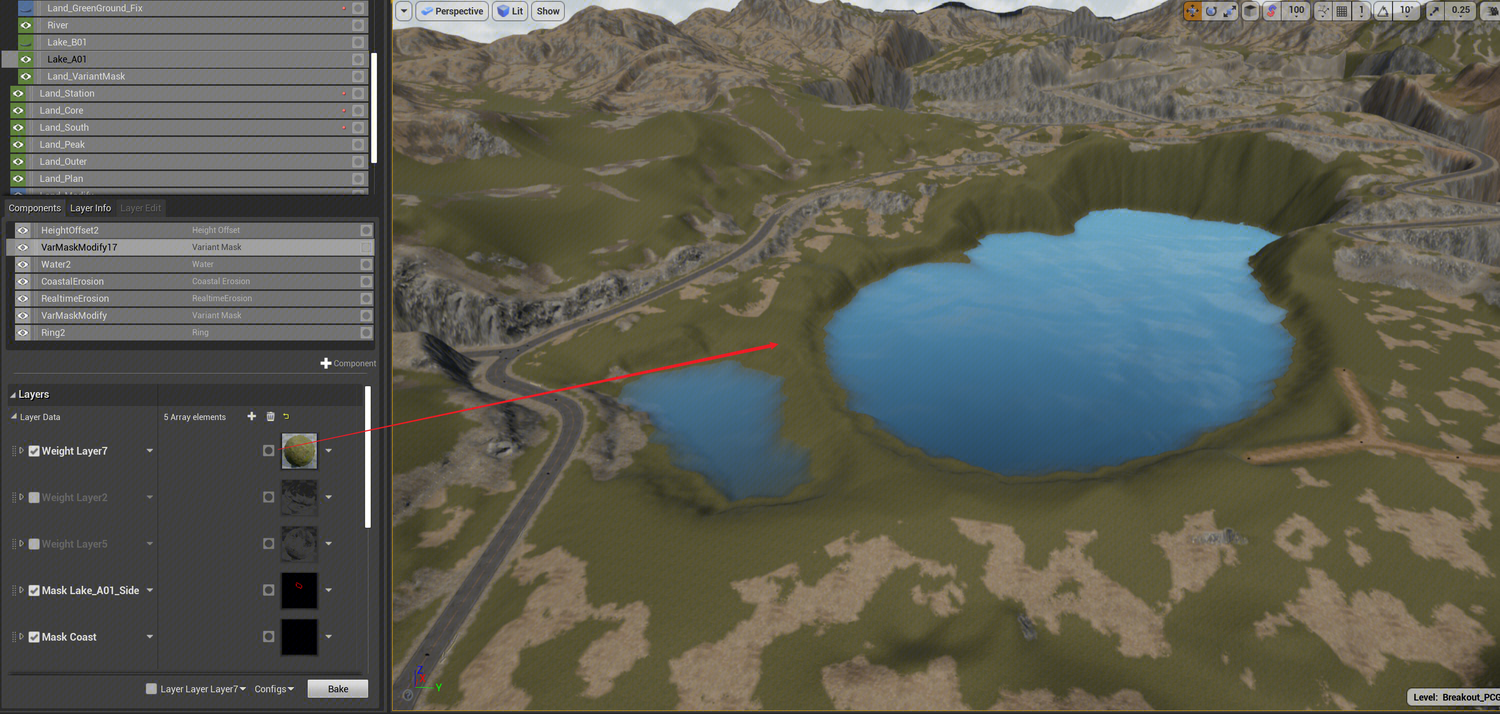 Land_GreenGround_Fix
River
Lake_B01
Lake_A01
Land_VariantMask
Land_Station
Land_Core
Land_South
Land_Peak
Land_Outer
Land_Plan
Components Layer Info Layer Edit
HeightOffset2 Height Offset
VarMaskModify17 Variant Mask
Water2 Water
CoastalErosion Coastal Erosion
RealtimeErosion RealtimeErosion
VarMaskModify Variant Mask
Ring2 Ring
Component
Layers
Layer Data 5 Array elements
Weight Layer7
Weight Layer2
Weight Layer5
Mask Lake_A01_Side
Mask Coast
Layer Layer Layer7 Configs Bake
Perspective Lit Show
100 1 10° 0.25
Z
X
Y
Level: Breakout_PCG